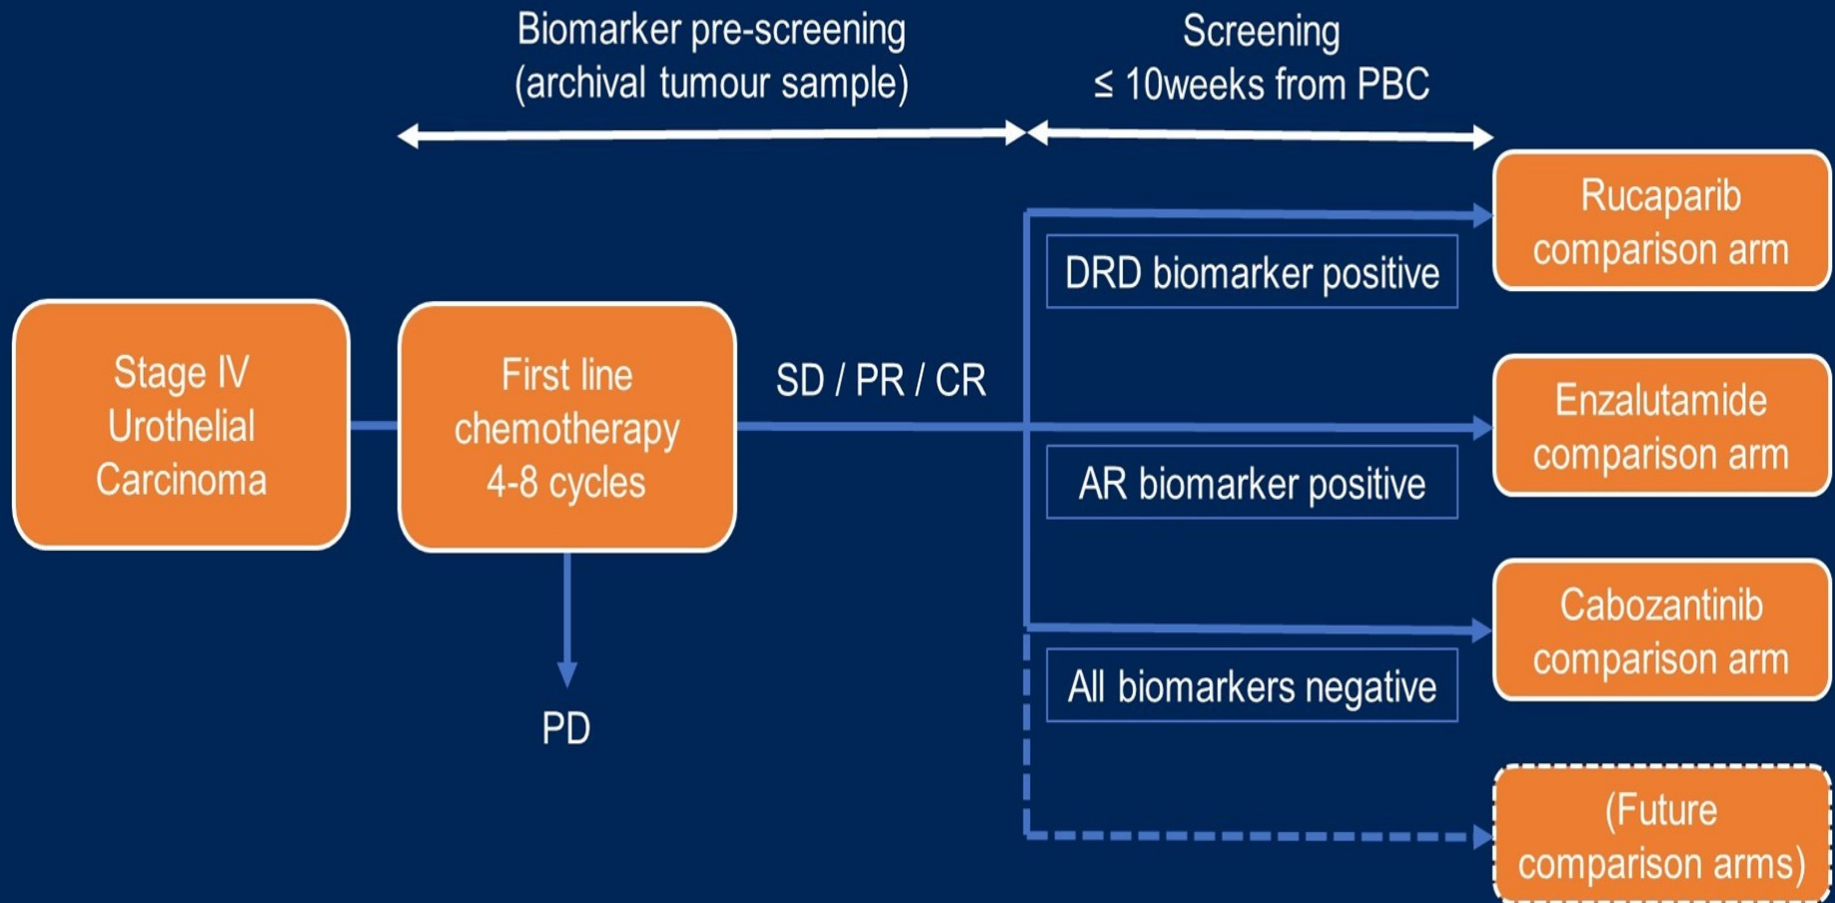 Biomarker pre-screening
(archival tumour sample)
Screening
≤ 10weeks from PBC
Stage IV
Urothelial
Carcinoma
First line
chemotherapy
4-8 cycles
SD / PR / CR
PD
DRD biomarker positive
Rucaparib
comparison arm
AR biomarker positive
Enzalutamide
comparison arm
All biomarkers negative
Cabozantinib
comparison arm
(Future
comparison arms)